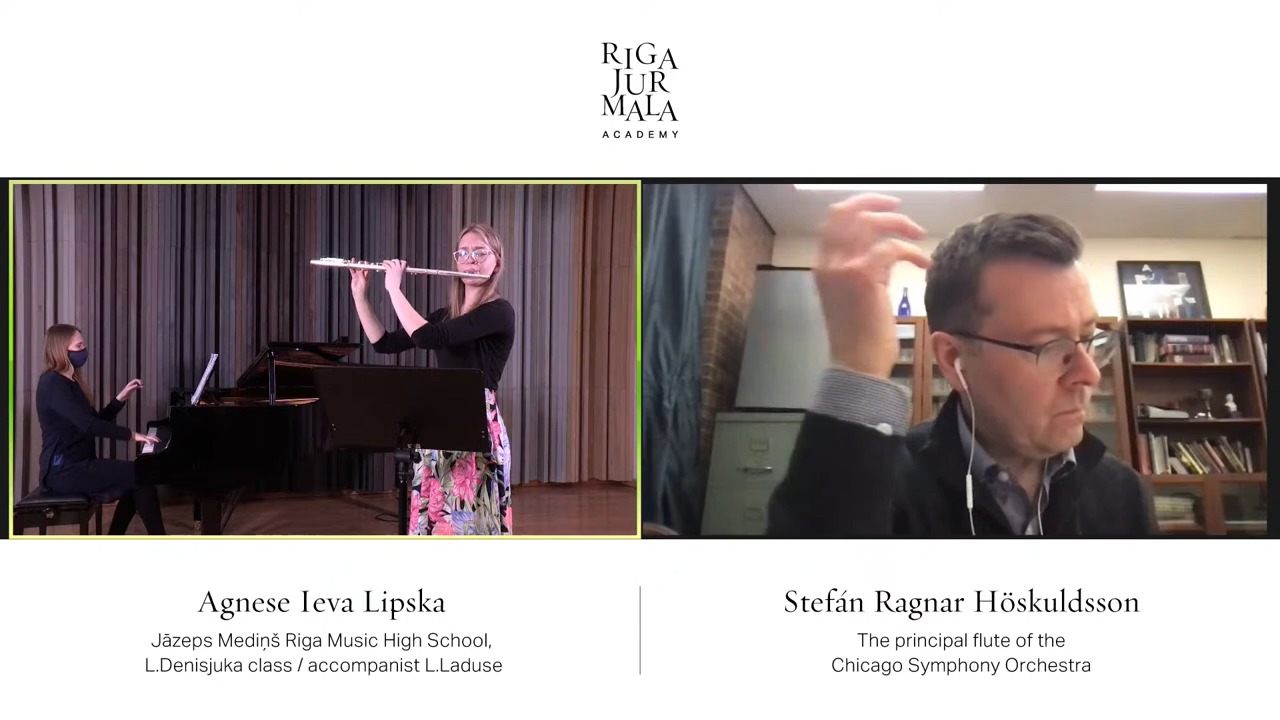 RIGA
JUR
MALA
ACADEMY
Agnese Ieva Lipska
Jāzeps Mediņš Riga Music High School,
L.Denisjuka class / accompanist L.Laduse
Stefán Ragnar Höskuldsson
The principal flute of the
Chicago Symphony Orchestra